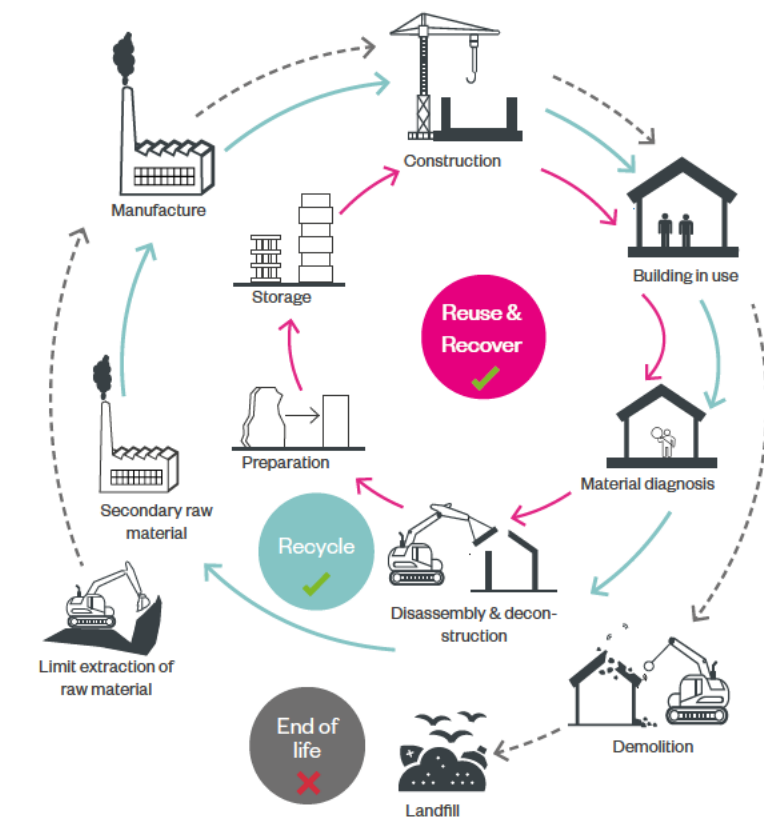 Construction
Manufacture
Building in use
Storage
Reuse &
Recover
Preparation
Material diagnosis
Secondary raw
material
Recycle
Disassembly & decon-
struction
Limit extraction of
raw material
End of
life
Demolition
Landfill